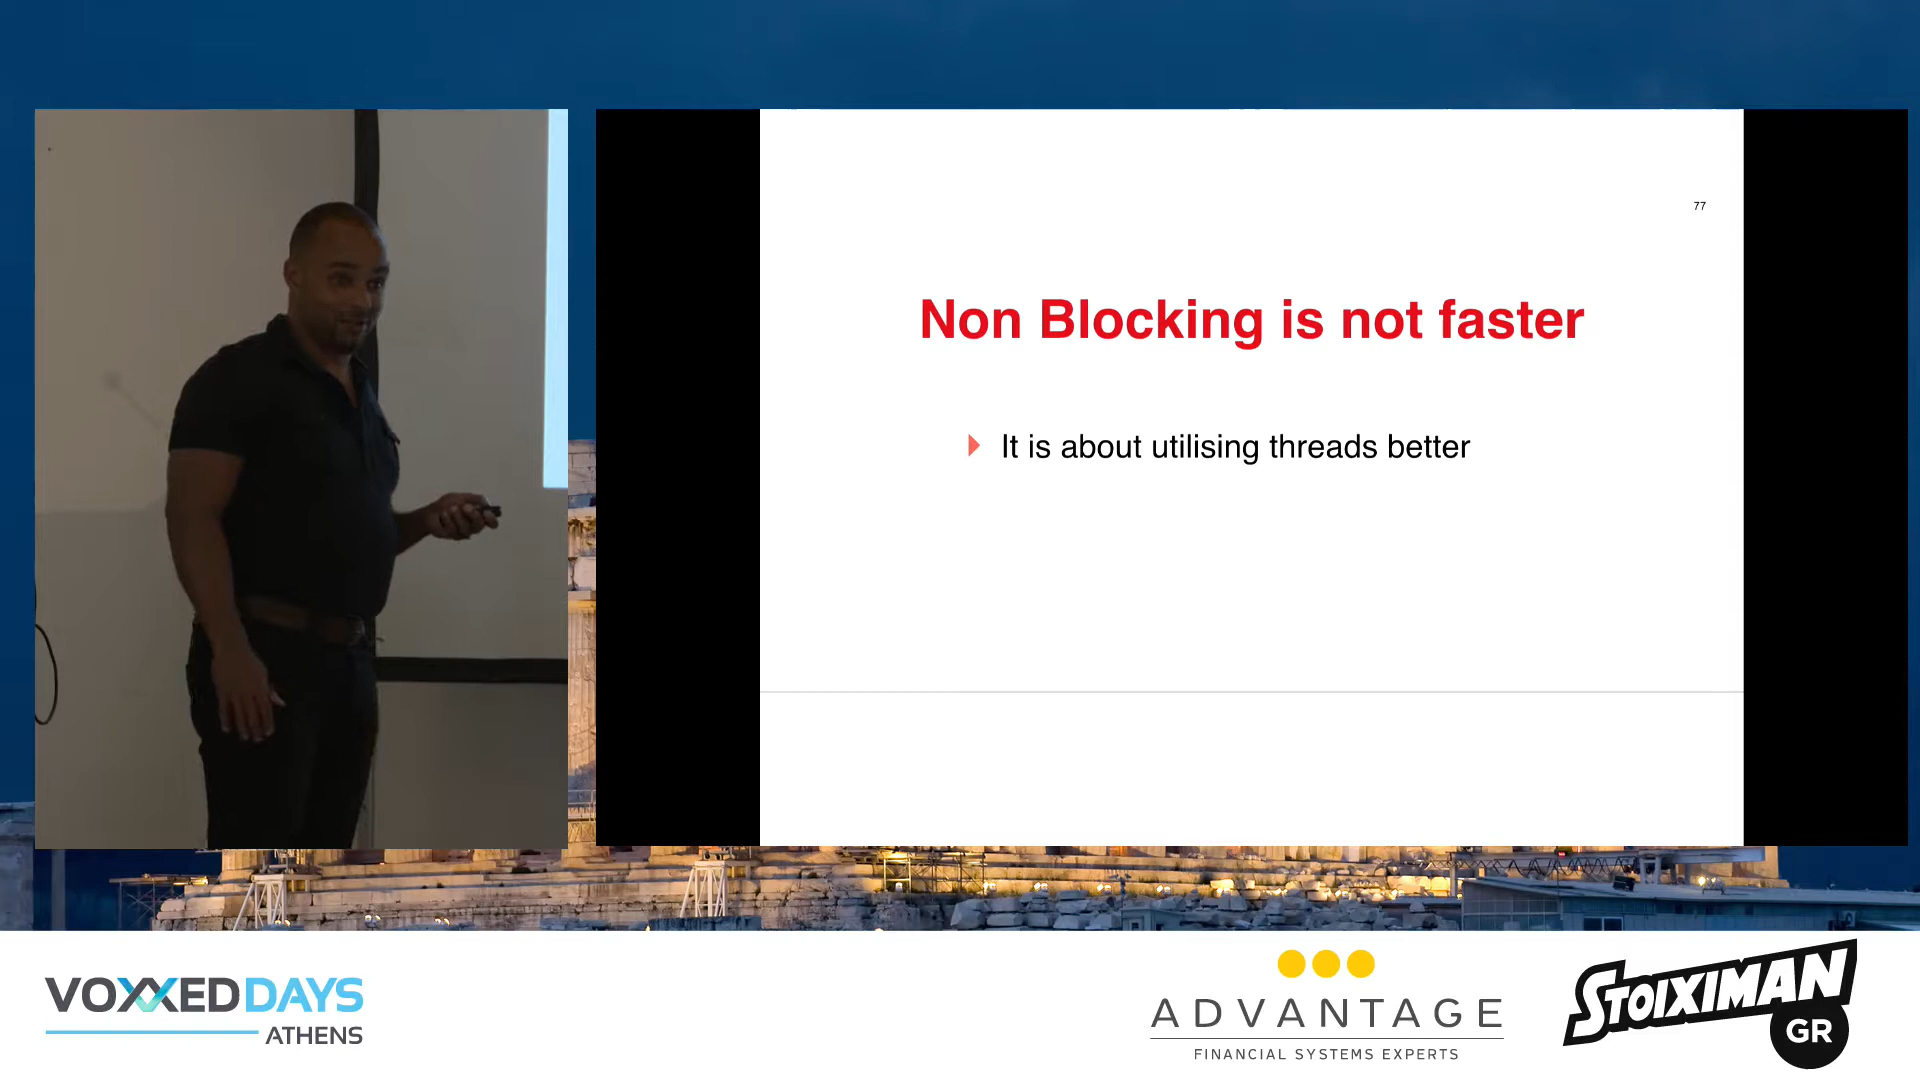 77
Non Blocking is not faster
It is about utilising threads better
VOXXEDDAYS
ATHENS
ADVANTAGE
FINANCIAL SYSTEMS EXPERTS
STOIXIMAN
GR